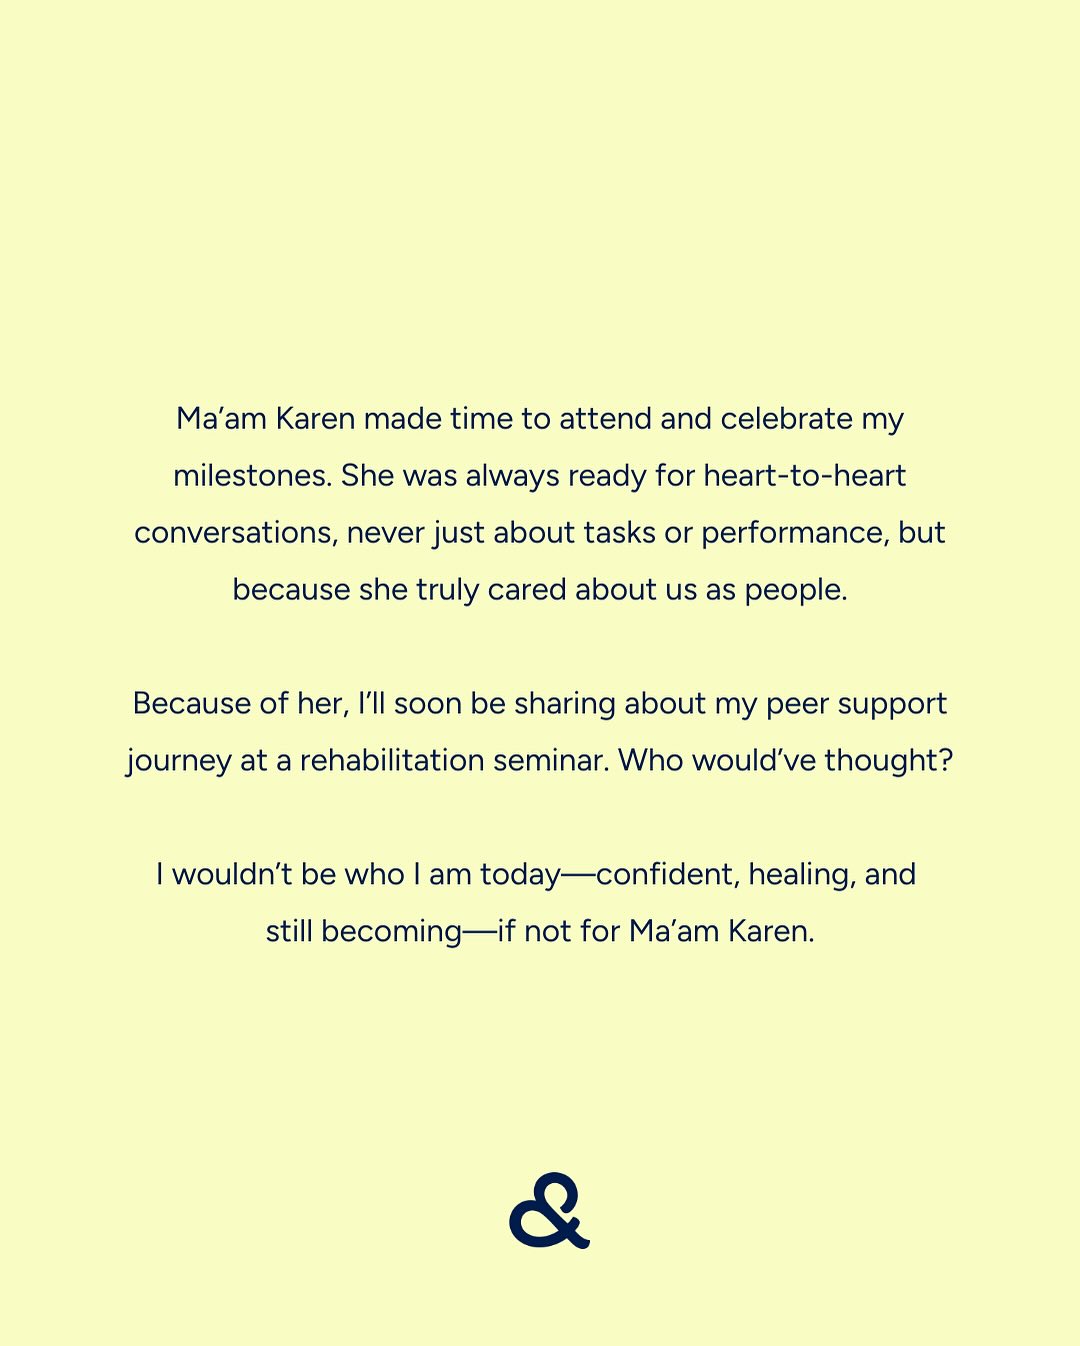 Ma’am Karen made time to attend and celebrate my
milestones. She was always ready for heart-to-heart
conversations, never just about tasks or performance, but
because she truly cared about us as people.
Because of her, I’ll soon be sharing about my peer support
journey at a rehabilitation seminar. Who would’ve thought?
I wouldn’t be who I am today—confident, healing, and
still becoming—if not for Ma’am Karen.
&